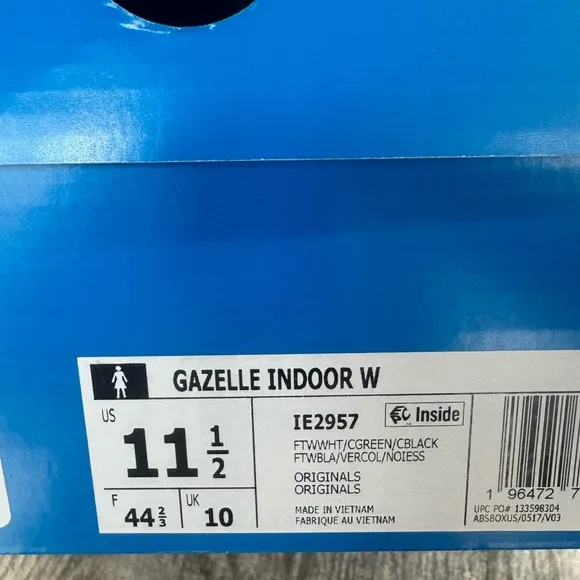 GAZELLE INDOOR W
US
11 1/2
F
44 2/3
UK
10
IE2957
Inside
FTWWHT/CGREEN/CBLACK
FTWBLA/VERCOL/NOIESS
ORIGINALS
ORIGINALS
MADE IN VIETNAM
FABRIQUE AU VIETNAM
1 96472 7
UPC PO# 133598304
ABSBOXUS/0517/V03